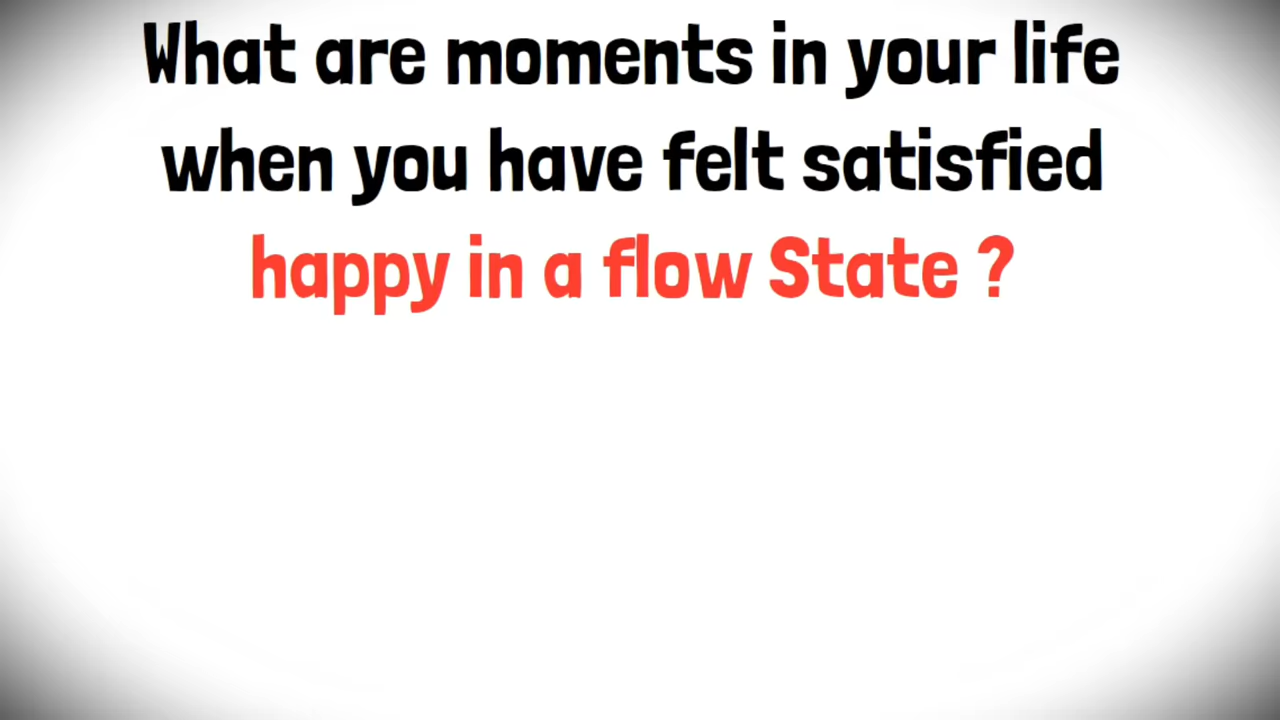 What are moments in your life
when you have felt satisfied
happy in a flow State ?